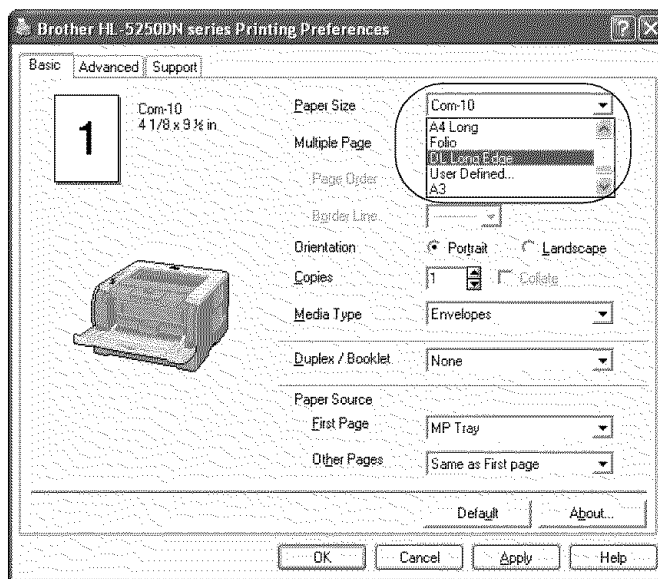 Brother HL-5250DN series Printing Preferences
Basic Advanced Support
1
Com-10
4 1/8 x 9 ½ in
Paper Size Com-10
A4 Long
Folio
DL Long Edge
User Defined...
A3
Multiple Page
Page Order
Border Line
Orientation Portrait Landscape
Copies 1 Collate
Media Type Envelopes
Duplex / Booklet None
Paper Source
First Page MP Tray
Other Pages Same as First page
Default About...
OK Cancel Apply Help